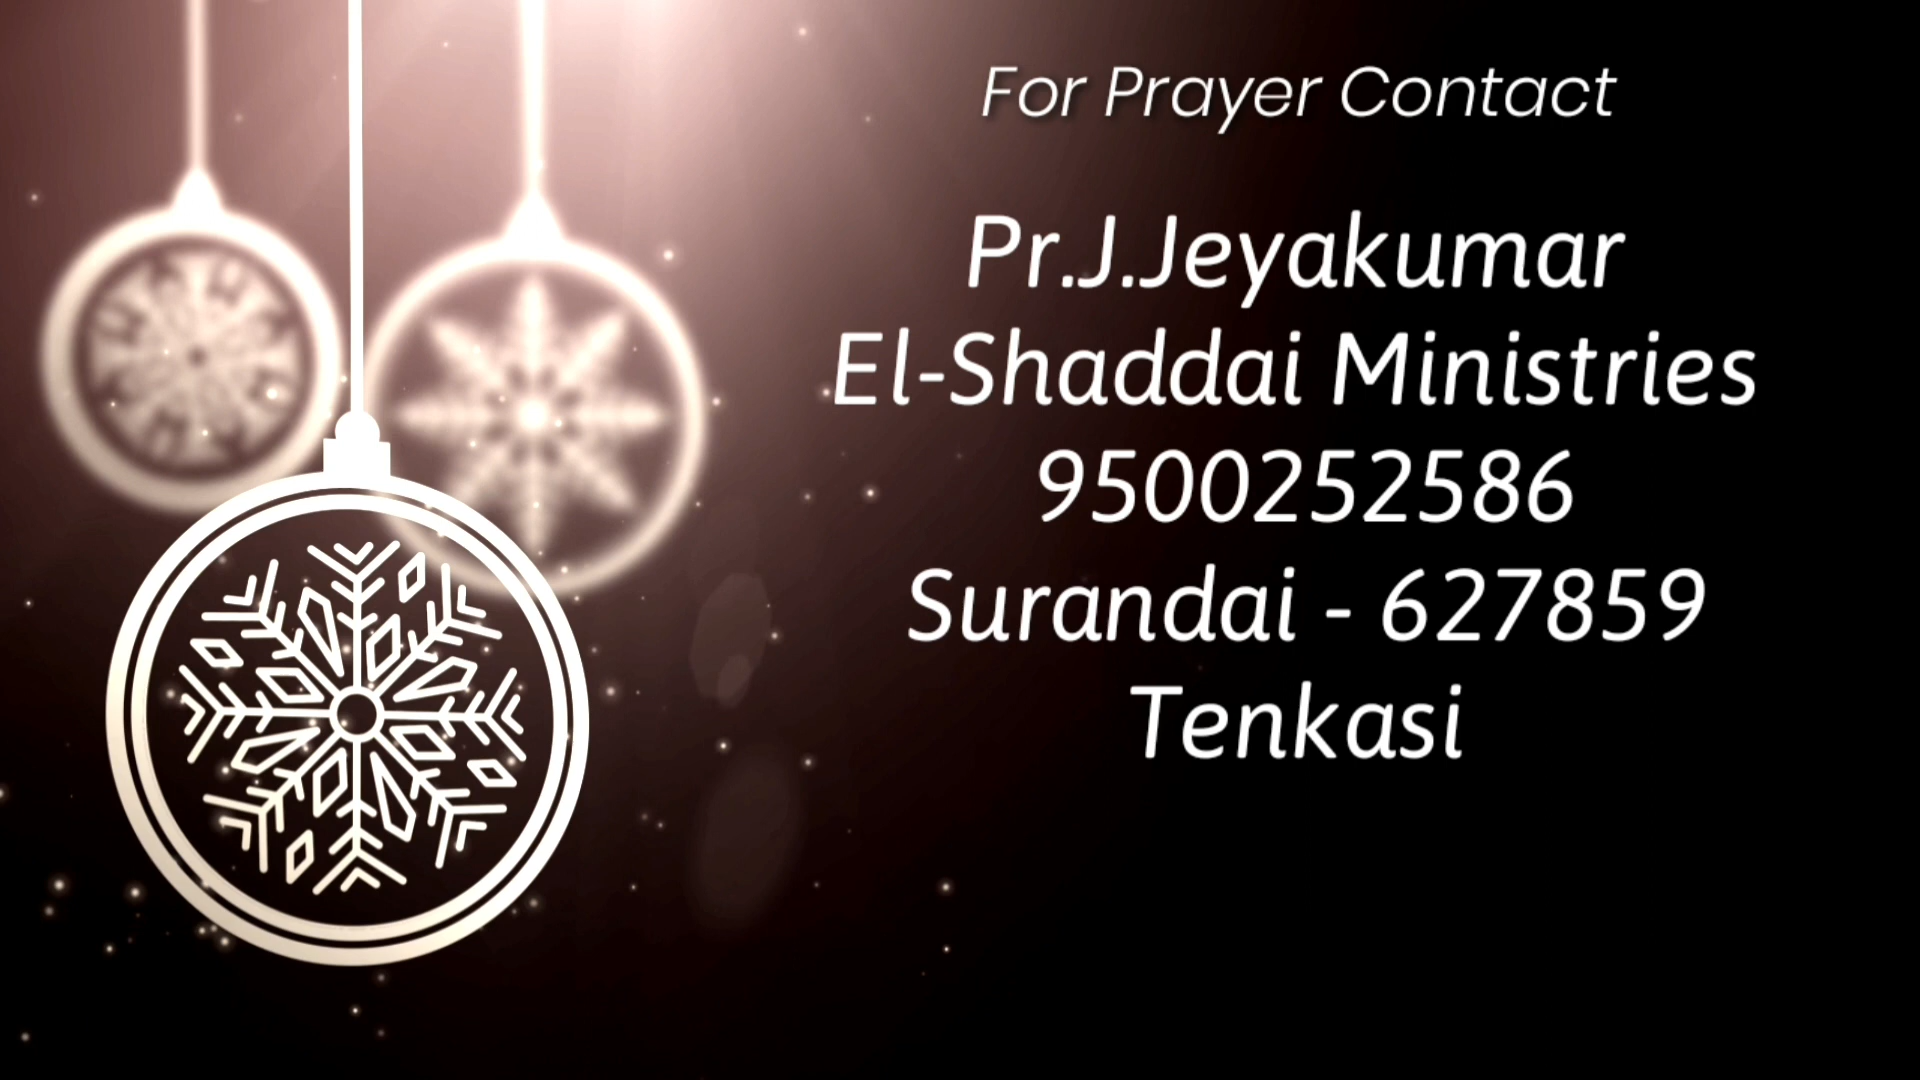 For Prayer Contact
Pr.J.Jeyakumar
El-Shaddai Ministries
9500252586
Surandai - 627859
Tenkasi